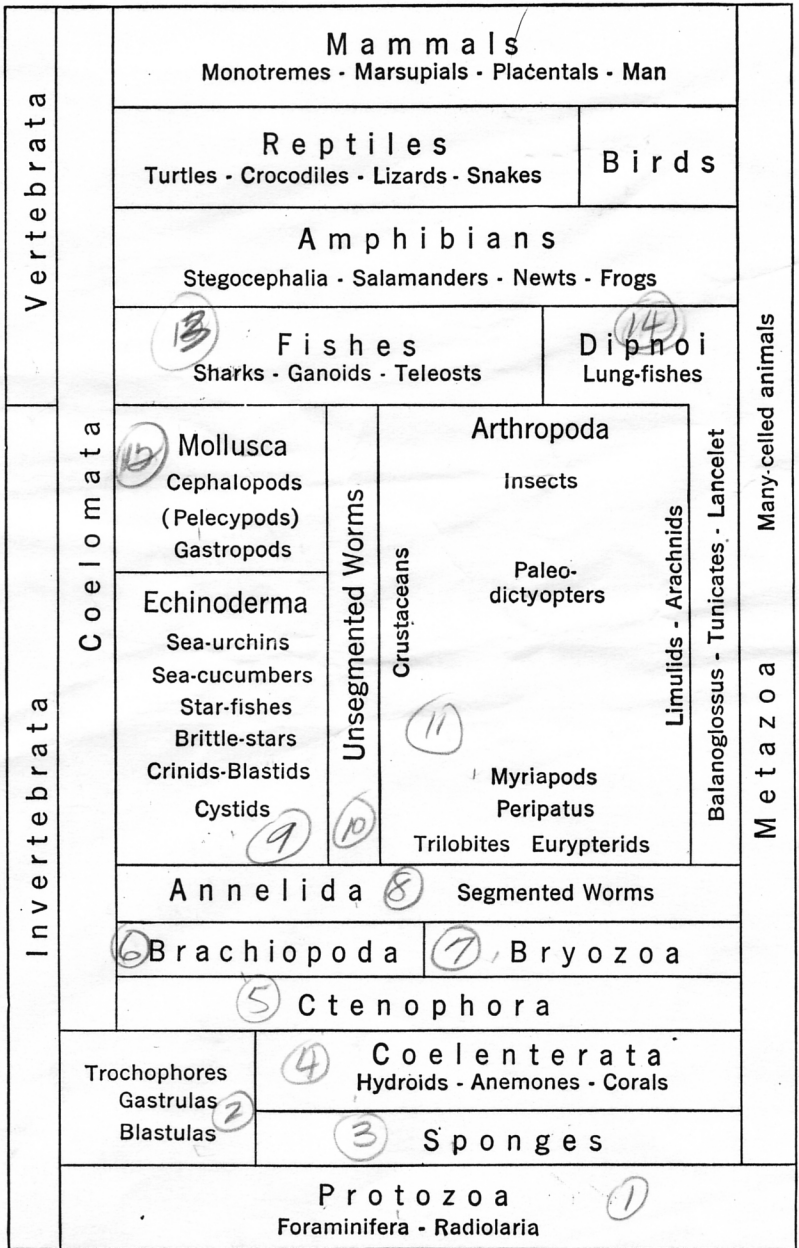 Mammals
Monotremes - Marsupials - Placentals - Man
Reptiles
Turtles - Crocodiles - Lizards - Snakes
Birds
Amphibians
Stegocephalia - Salamanders - Newts - Frogs
13
Fishes
Sharks - Ganoids - Teleosts
14
Dipnoi
Lung-fishes
Vertebrata
Coelomata
12
Mollusca
Cephalopods
(Pelecypods)
Gastropods
Echinoderma
Sea-urchins
Sea-cucumbers
Star-fishes
Brittle-stars
Crinids-Blastids
Cystids
9
Unsegmented Worms
10
Arthropoda
Insects
Paleo-
dictyopters
Crustaceans
Limulids - Arachnids
11
Myriapods
Peripatus
Trilobites Eurypterids
Balanoglossus - Tunicates - Lancelet
Metazoa Many-celled animals
Invertebrata
Annelida 8 Segmented Worms
6 Brachiopoda
7 Bryozoa
5 Ctenophora
Trochophores
Gastrulas
Blastulas
2
4 Coelenterata
Hydroids - Anemones - Corals
3 Sponges
Protozoa 1
Foraminifera - Radiolaria